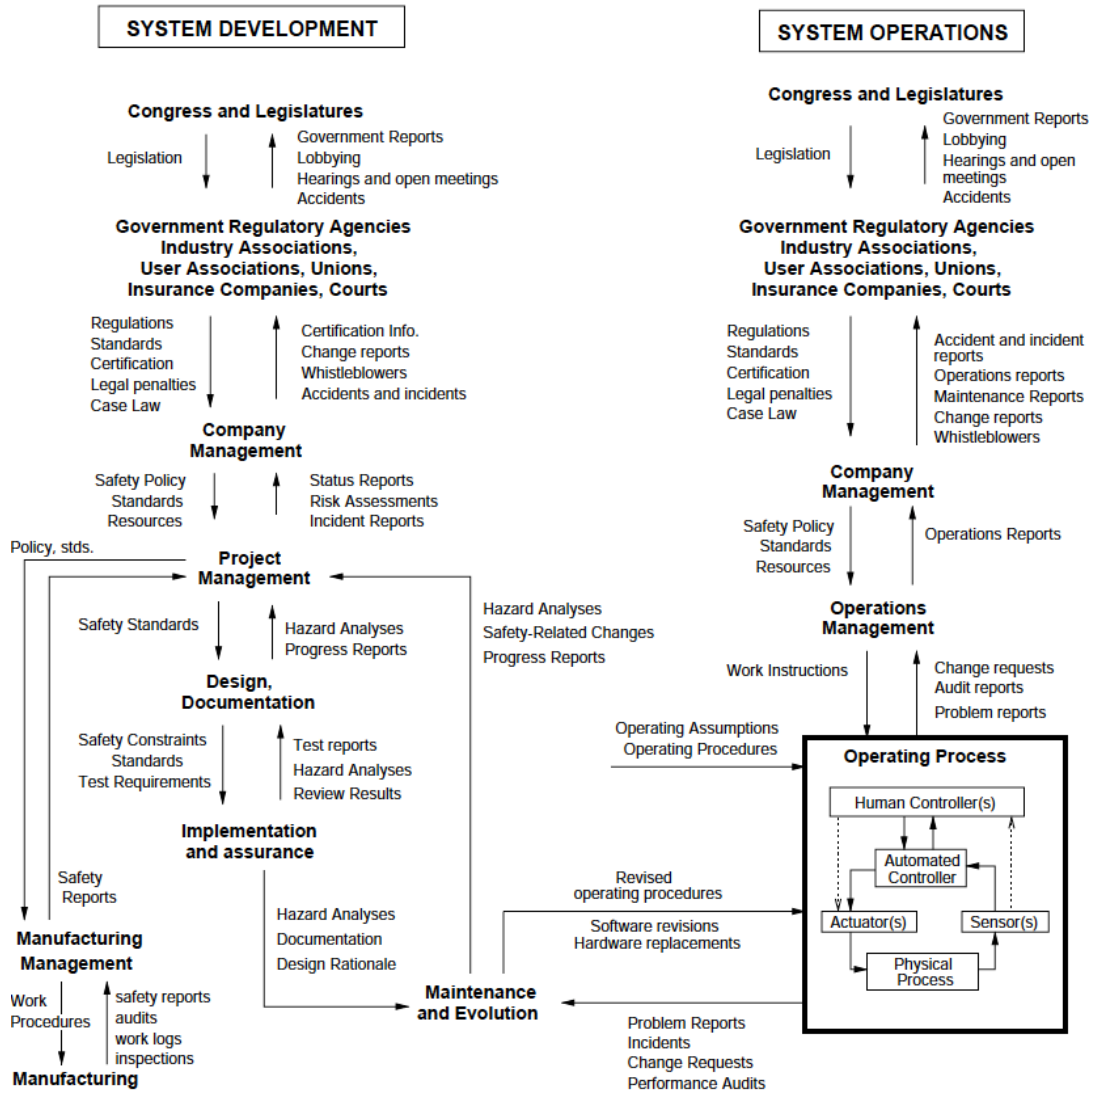 SYSTEM DEVELOPMENT
Congress and Legislatures
Legislation
Government Reports
Lobbying
Hearings and open meetings
Accidents
Government Regulatory Agencies
Industry Associations,
User Associations, Unions,
Insurance Companies, Courts
Regulations
Standards
Certification
Legal penalties
Case Law
Certification Info.
Change reports
Whistleblowers
Accidents and incidents
Company
Management
Safety Policy
Standards
Resources
Status Reports
Risk Assessments
Incident Reports
Policy, stds.
Project
Management
Safety Standards
Hazard Analyses
Progress Reports
Hazard Analyses
Safety-Related Changes
Progress Reports
Design,
Documentation
Safety Constraints
Standards
Test Requirements
Test reports
Hazard Analyses
Review Results
Implementation
and assurance
Safety
Reports
Hazard Analyses
Documentation
Design Rationale
Manufacturing
Management
Work
Procedures
safety reports
audits
work logs
inspections
Manufacturing
Maintenance
and Evolution
SYSTEM OPERATIONS
Congress and Legislatures
Legislation
Government Reports
Lobbying
Hearings and open
meetings
Accidents
Government Regulatory Agencies
Industry Associations,
User Associations, Unions,
Insurance Companies, Courts
Regulations
Standards
Certification
Legal penalties
Case Law
Accident and incident
reports
Operations reports
Maintenance Reports
Change reports
Whistleblowers
Company
Management
Safety Policy
Standards
Resources
Operations Reports
Operations
Management
Work Instructions
Change requests
Audit reports
Problem reports
Operating Assumptions
Operating Procedures
Operating Process
Human Controller(s)
Automated
Controller
Actuator(s)
Sensor(s)
Physical
Process
Revised
operating procedures
Software revisions
Hardware replacements
Problem Reports
Incidents
Change Requests
Performance Audits